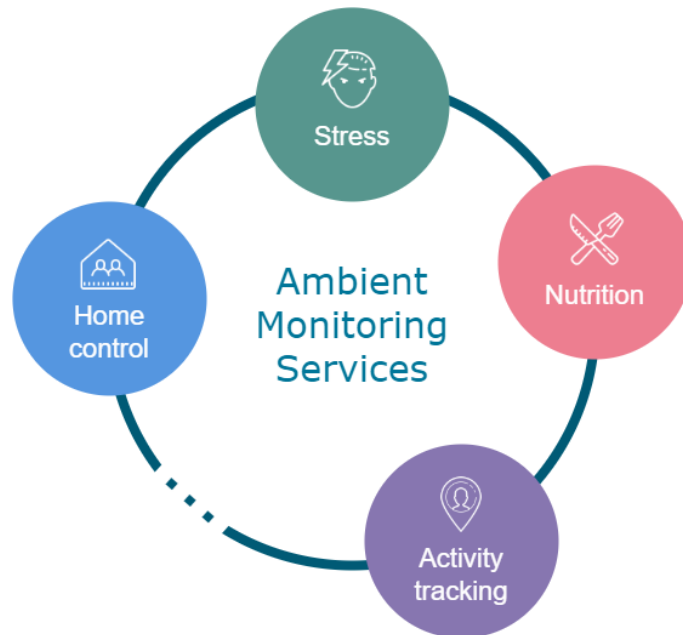 Stress
Nutrition
Ambient
Monitoring
Services
Home
control
Activity
tracking